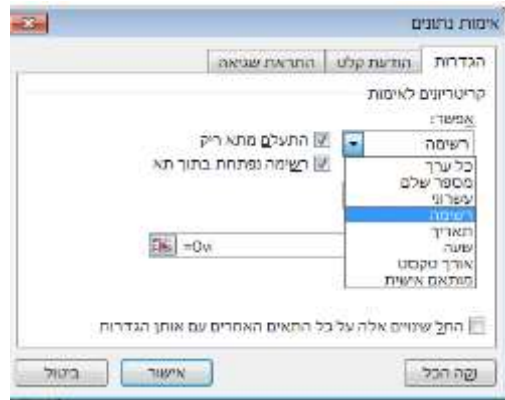 אימות נתונים
הגדרות הודעת קלט התראת שגיאה
קריטריונים לאימות
אפשר:
רשימה התעלם מתא ריק
רשימה נפתחת בתוך תא
כל ערך
מספר שלם
עשרוני
רשימה
תאריך
שעה
אורך טקסט
מותאם אישית
החל שינויים אלה על כל התאים האחרים עם אותן הגדרות
נקה הכל אישור ביטול